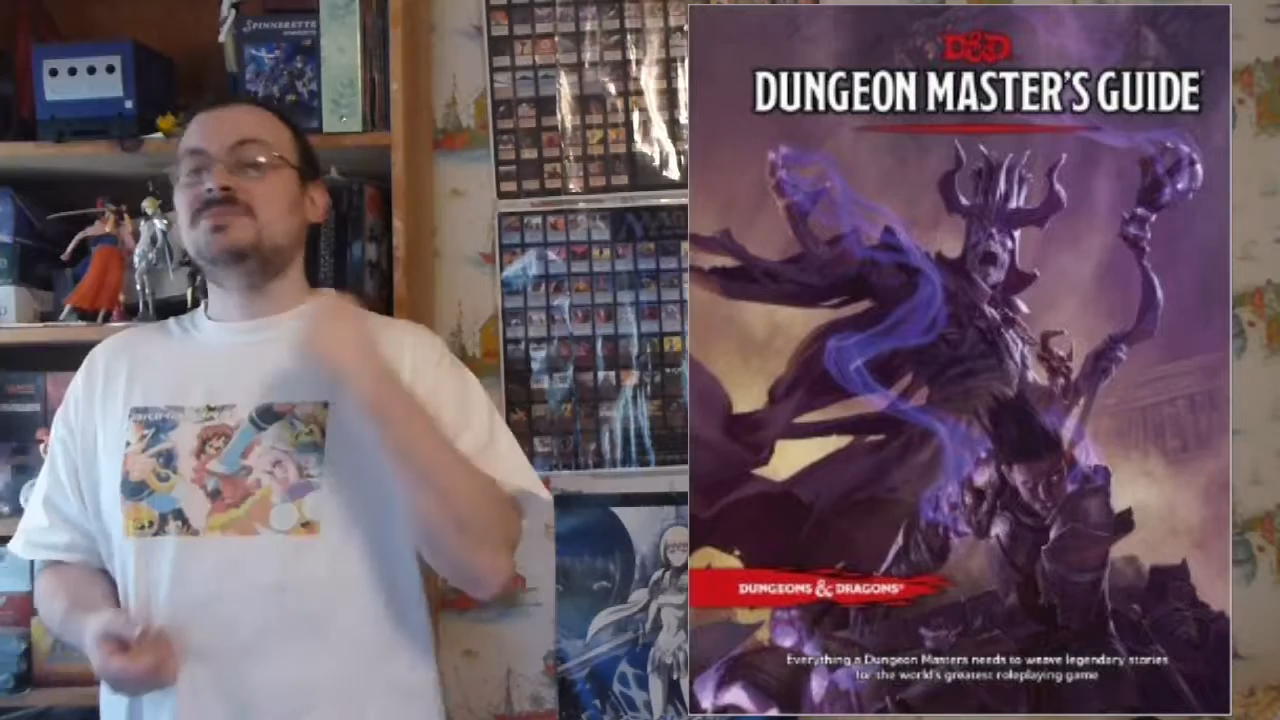 SPINNERETTE
D&D
DUNGEON MASTER'S GUIDE
DUNGEONS & DRAGONS®
Everything a Dungeon Masters needs to weave legendary stories
for the world's greatest roleplaying game